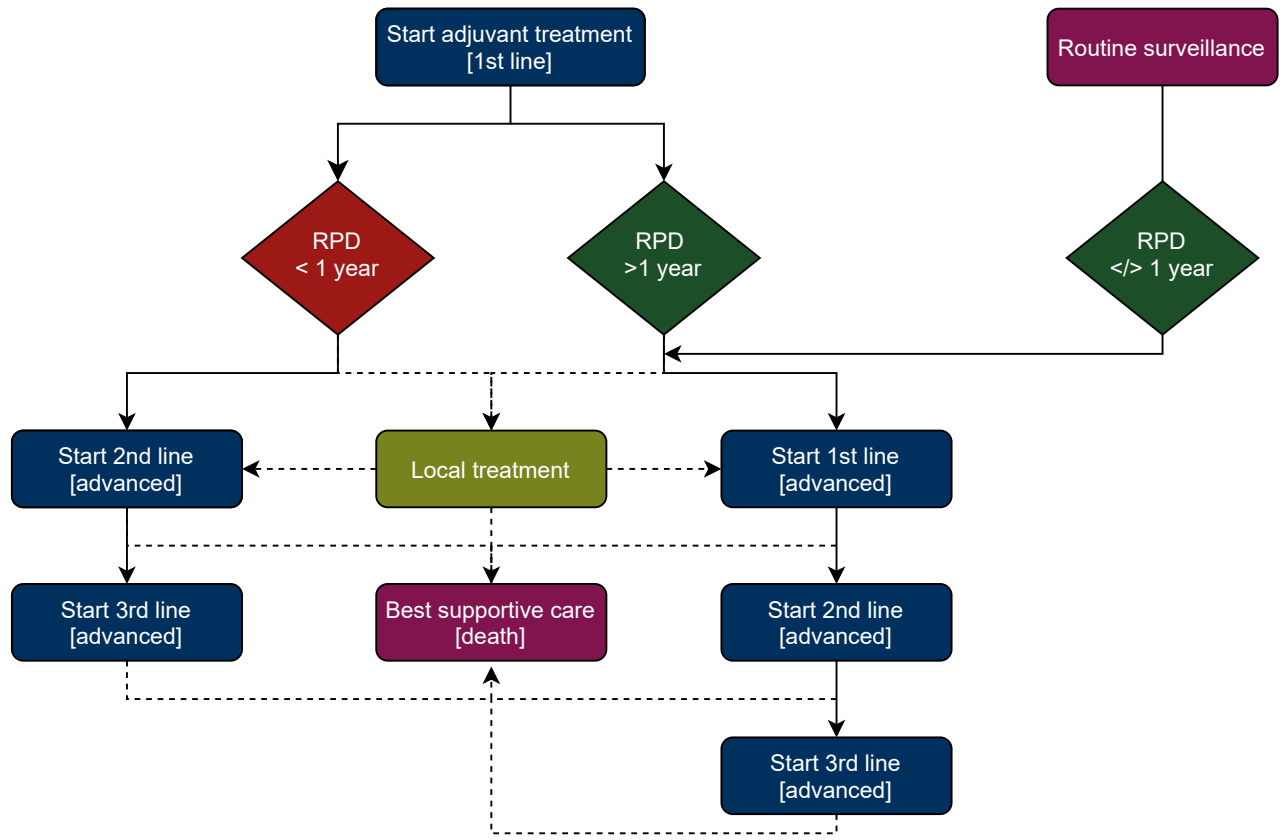 Start adjuvant treatment
[1st line]
Routine surveillance
RPD
< 1 year
RPD
>1 year
RPD
</> 1 year
Start 2nd line
[advanced]
Local treatment
Start 1st line
[advanced]
Start 3rd line
[advanced]
Best supportive care
[death]
Start 2nd line
[advanced]
Start 3rd line
[advanced]